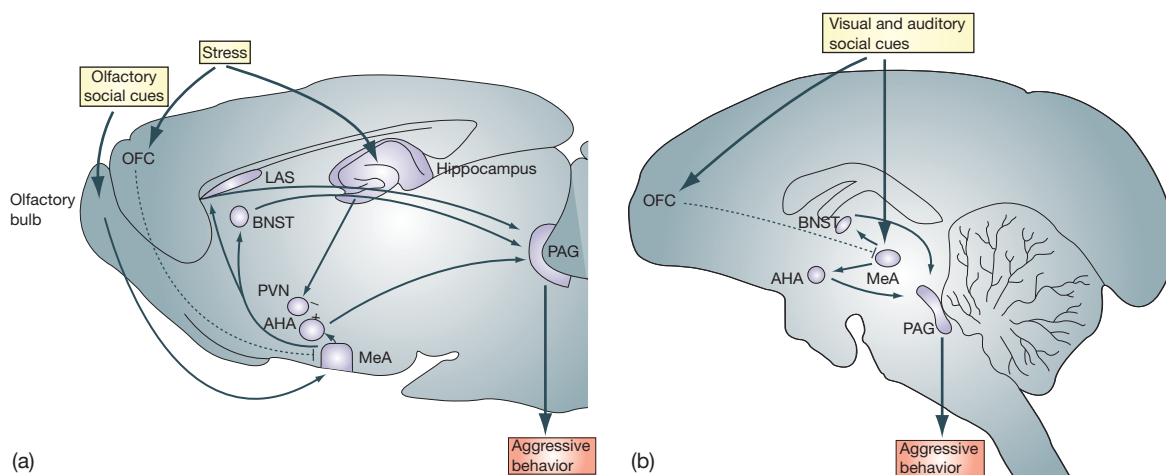 (a)
Stress
Olfactory
social cues
OFC
Olfactory
bulb
LAS
Hippocampus
BNST
PAG
PVN
–
AHA
+
MeA
Aggressive
behavior
(b)
Visual and auditory
social cues
OFC
BNST
AHA
MeA
PAG
Aggressive
behavior